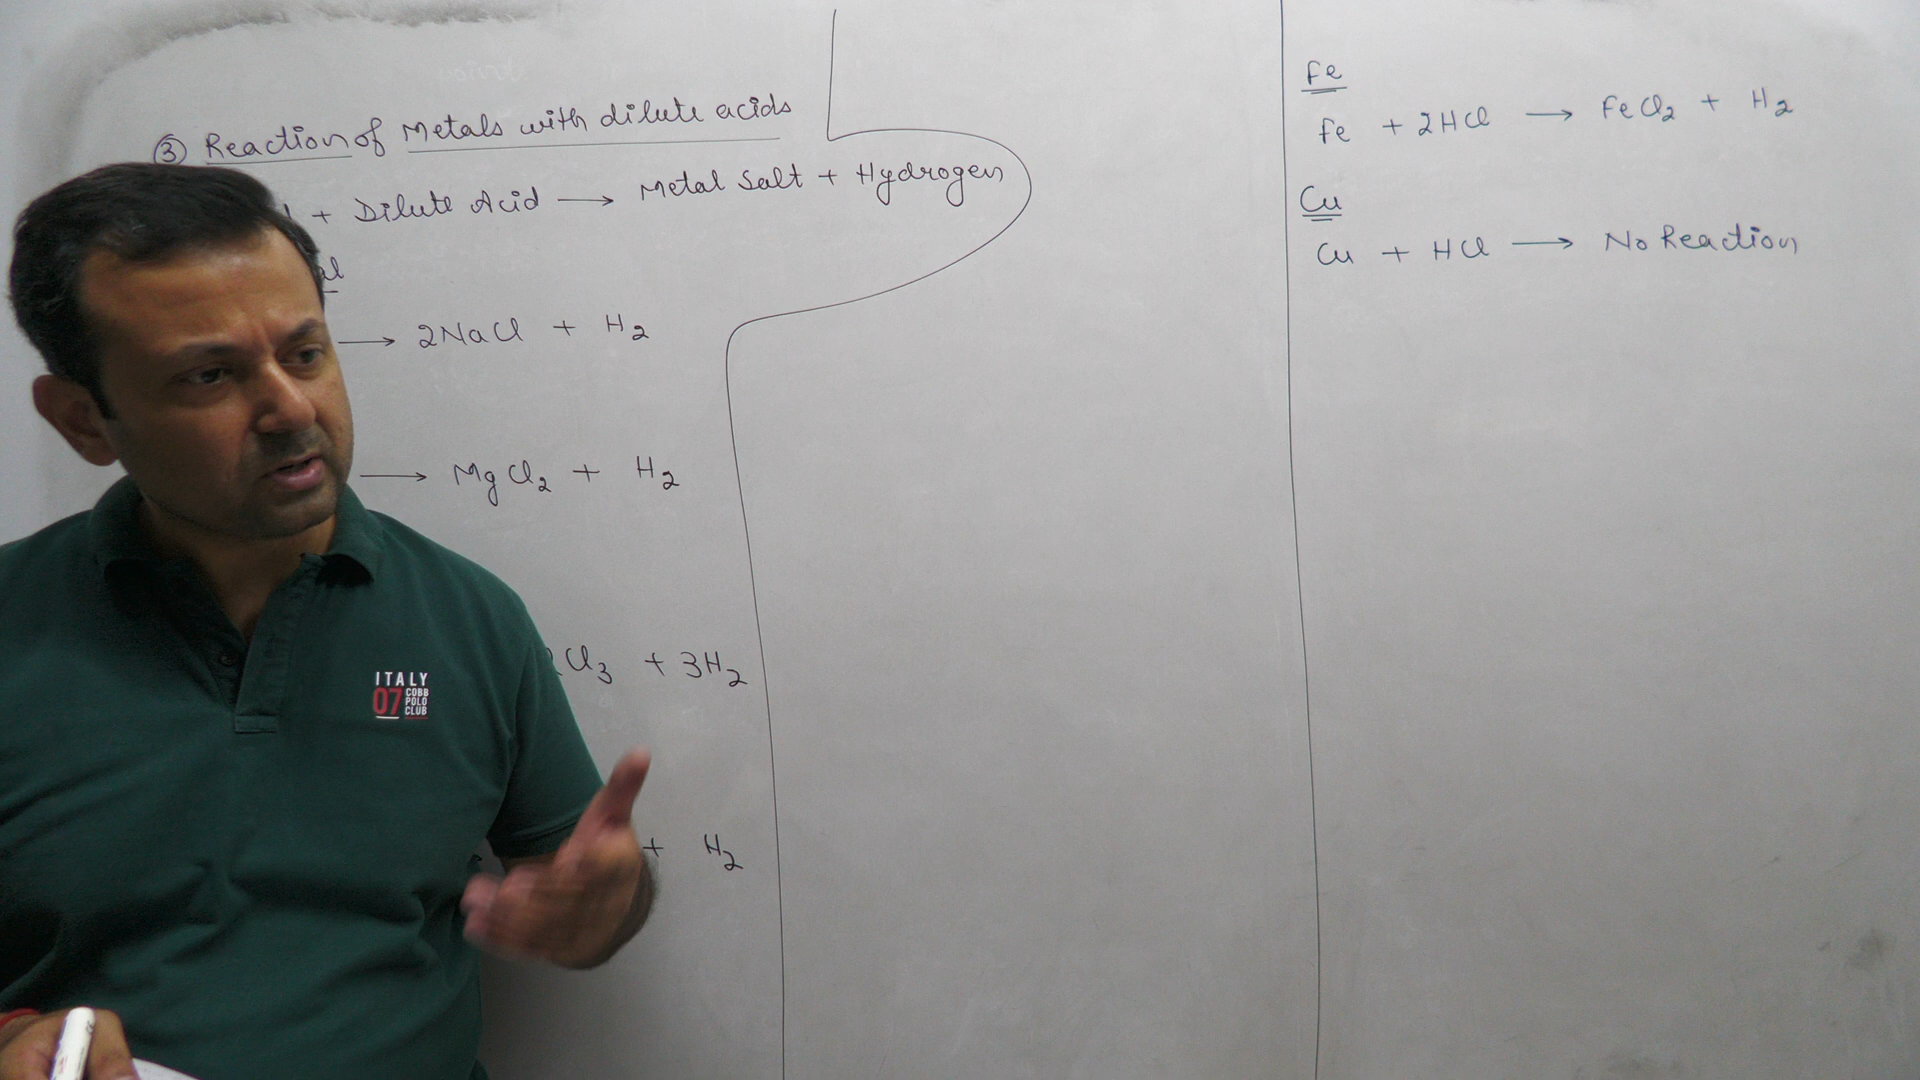 ③ Reaction of Metals with dilute acids
+ Dilute Acid ⟶ Metal Salt + Hydrogen
⟶ 2NaCl + H₂
⟶ MgCl₂ + H₂
Cl₃ + 3H₂
+ H₂
Fe
Fe + 2HCl ⟶ FeCl₂ + H₂
Cu
Cu + HCl ⟶ No Reaction
ITALY
07 COBB
POLO
CLUB